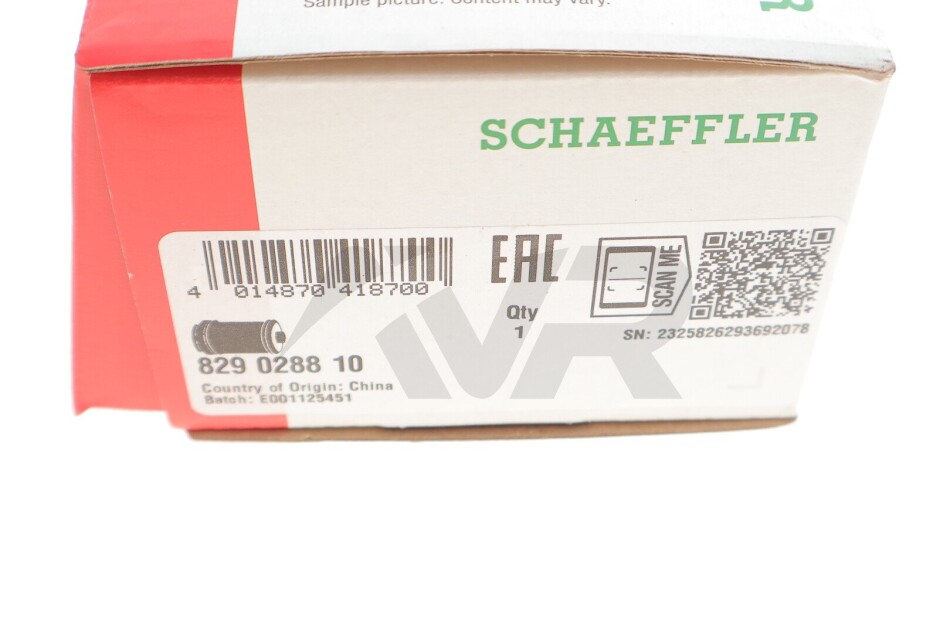 Sample picture. Content may vary.
SCHAEFFLER
EAC
SCAN ME
4 014870 418700
Qty
1
SN: 2325826293692078
829 0288 10
Country of Origin: China
Batch: E001125451
VR